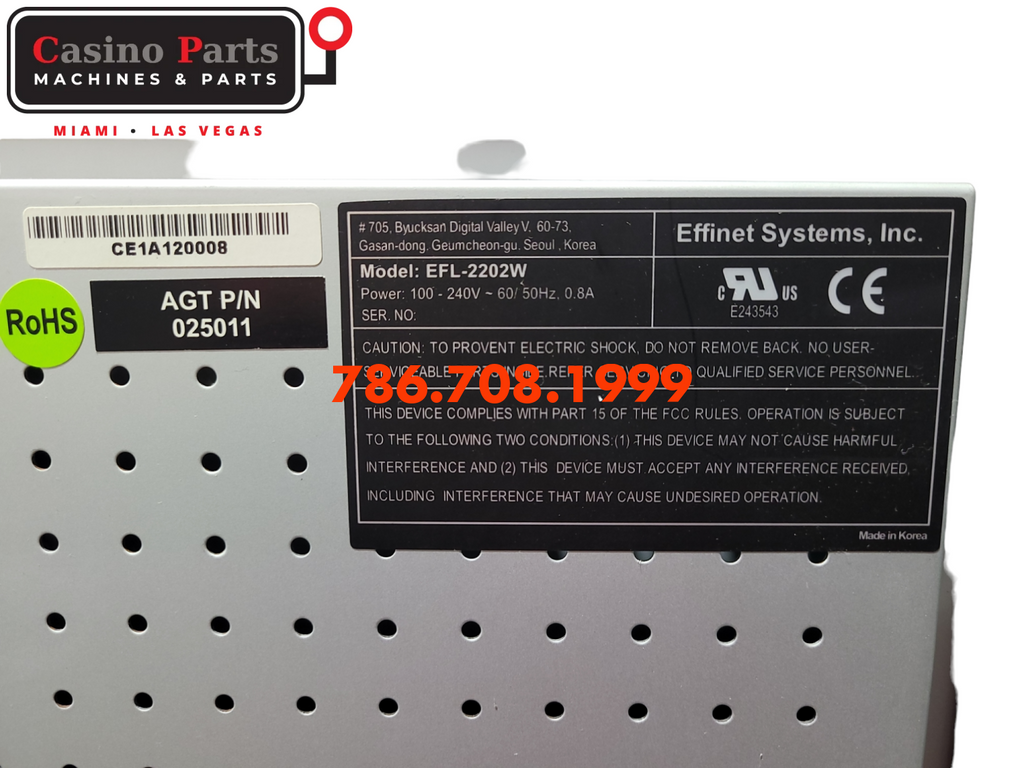 Casino Parts
MACHINES & PARTS
MIAMI • LAS VEGAS
CE1A120008
RoHS
AGT P/N
025011
# 705, Byucksan Digital Valley V, 60-73,
Gasan-dong, Geumcheon-gu, Seoul , Korea
Effinet Systems, Inc.
Model: EFL-2202W
Power: 100 - 240V ~ 60/ 50Hz, 0.8A
SER. NO:
c RU US
E243543
CE
CAUTION: TO PROVENT ELECTRIC SHOCK, DO NOT REMOVE BACK. NO USER-
QUALIFIED SERVICE PERSONNEL.
786.708.1999
THIS DEVICE COMPLIES WITH PART 15 OF THE FCC RULES. OPERATION IS SUBJECT
TO THE FOLLOWING TWO CONDITIONS:(1) THIS DEVICE MAY NOT CAUSE HARMFUL
INTERFERENCE AND (2) THIS DEVICE MUST ACCEPT ANY INTERFERENCE RECEIVED,
INCLUDING INTERFERENCE THAT MAY CAUSE UNDESIRED OPERATION.
Made in Korea